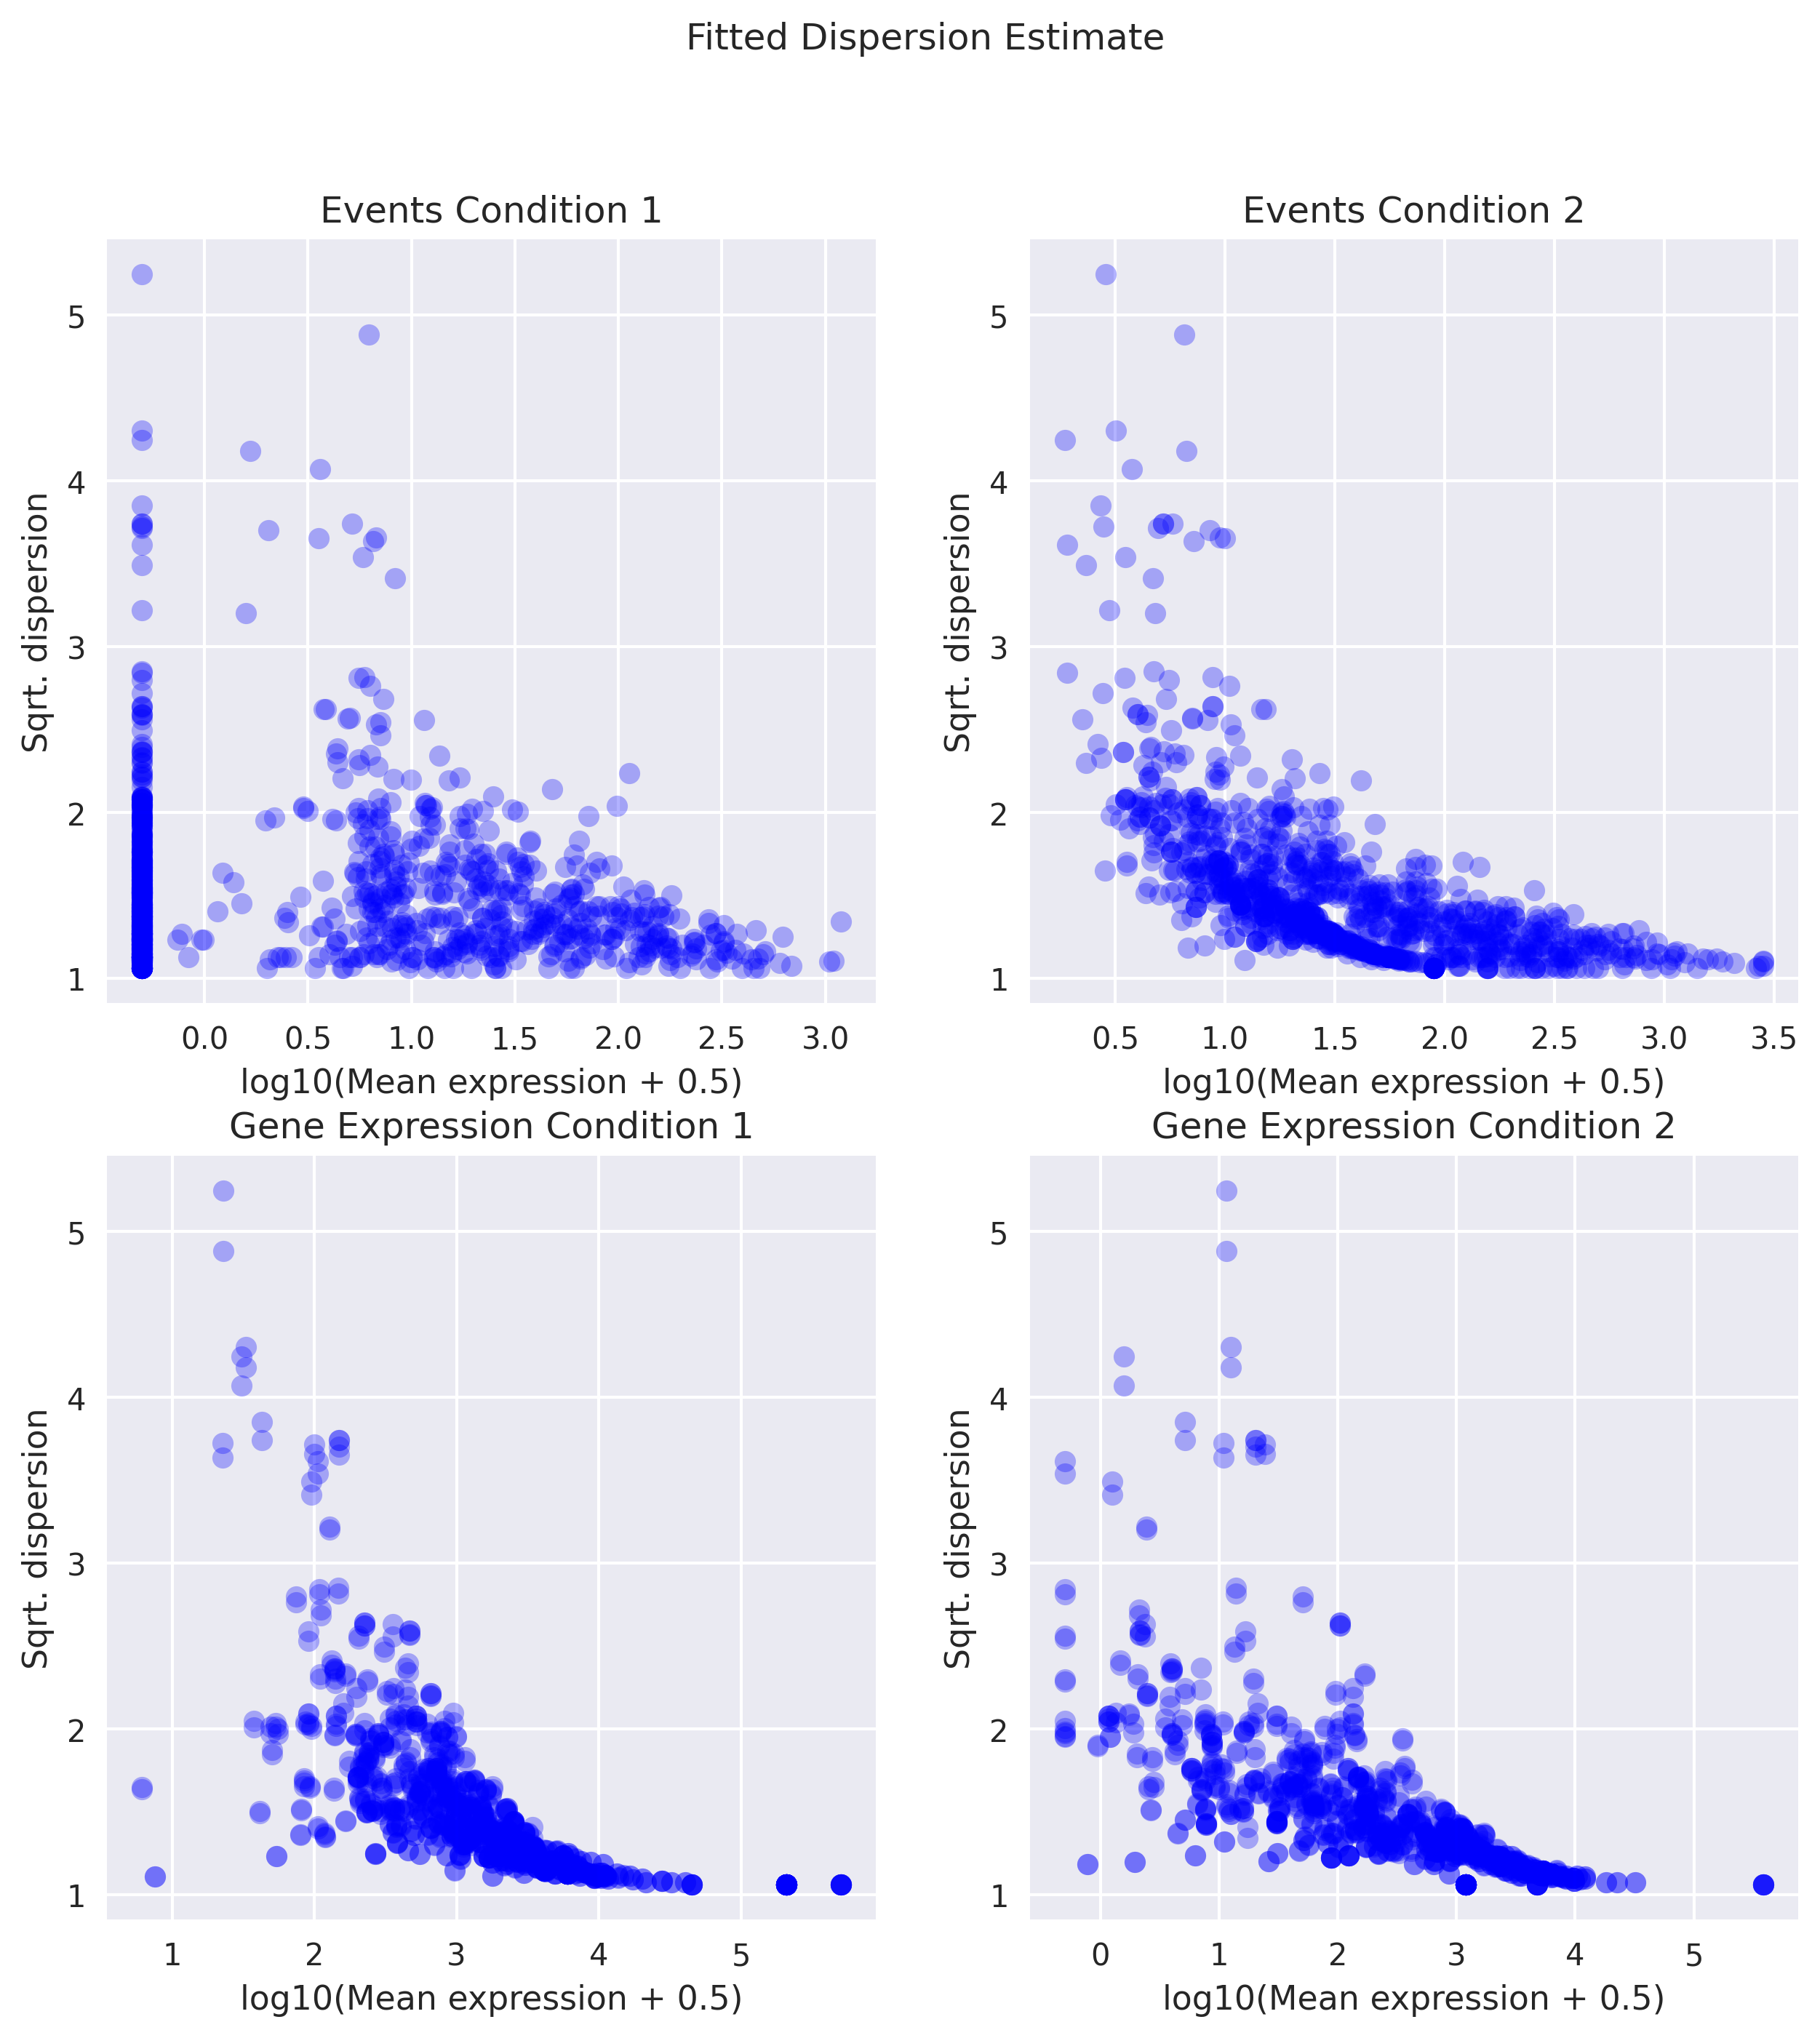 Fitted Dispersion Estimate
Events Condition 1
5
4
3
2
1
Sqrt. dispersion
0.0 0.5 1.0 1.5 2.0 2.5 3.0
log10(Mean expression + 0.5)
Events Condition 2
5
4
3
2
1
Sqrt. dispersion
0.5 1.0 1.5 2.0 2.5 3.0 3.5
log10(Mean expression + 0.5)
Gene Expression Condition 1
5
4
3
2
1
Sqrt. dispersion
1 2 3 4 5
log10(Mean expression + 0.5)
Gene Expression Condition 2
5
4
3
2
1
Sqrt. dispersion
0 1 2 3 4 5
log10(Mean expression + 0.5)